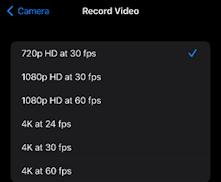 Camera
Record Video
720p HD at 30 fps
1080p HD at 30 fps
1080p HD at 60 fps
4K at 24 fps
4K at 30 fps
4K at 60 fps